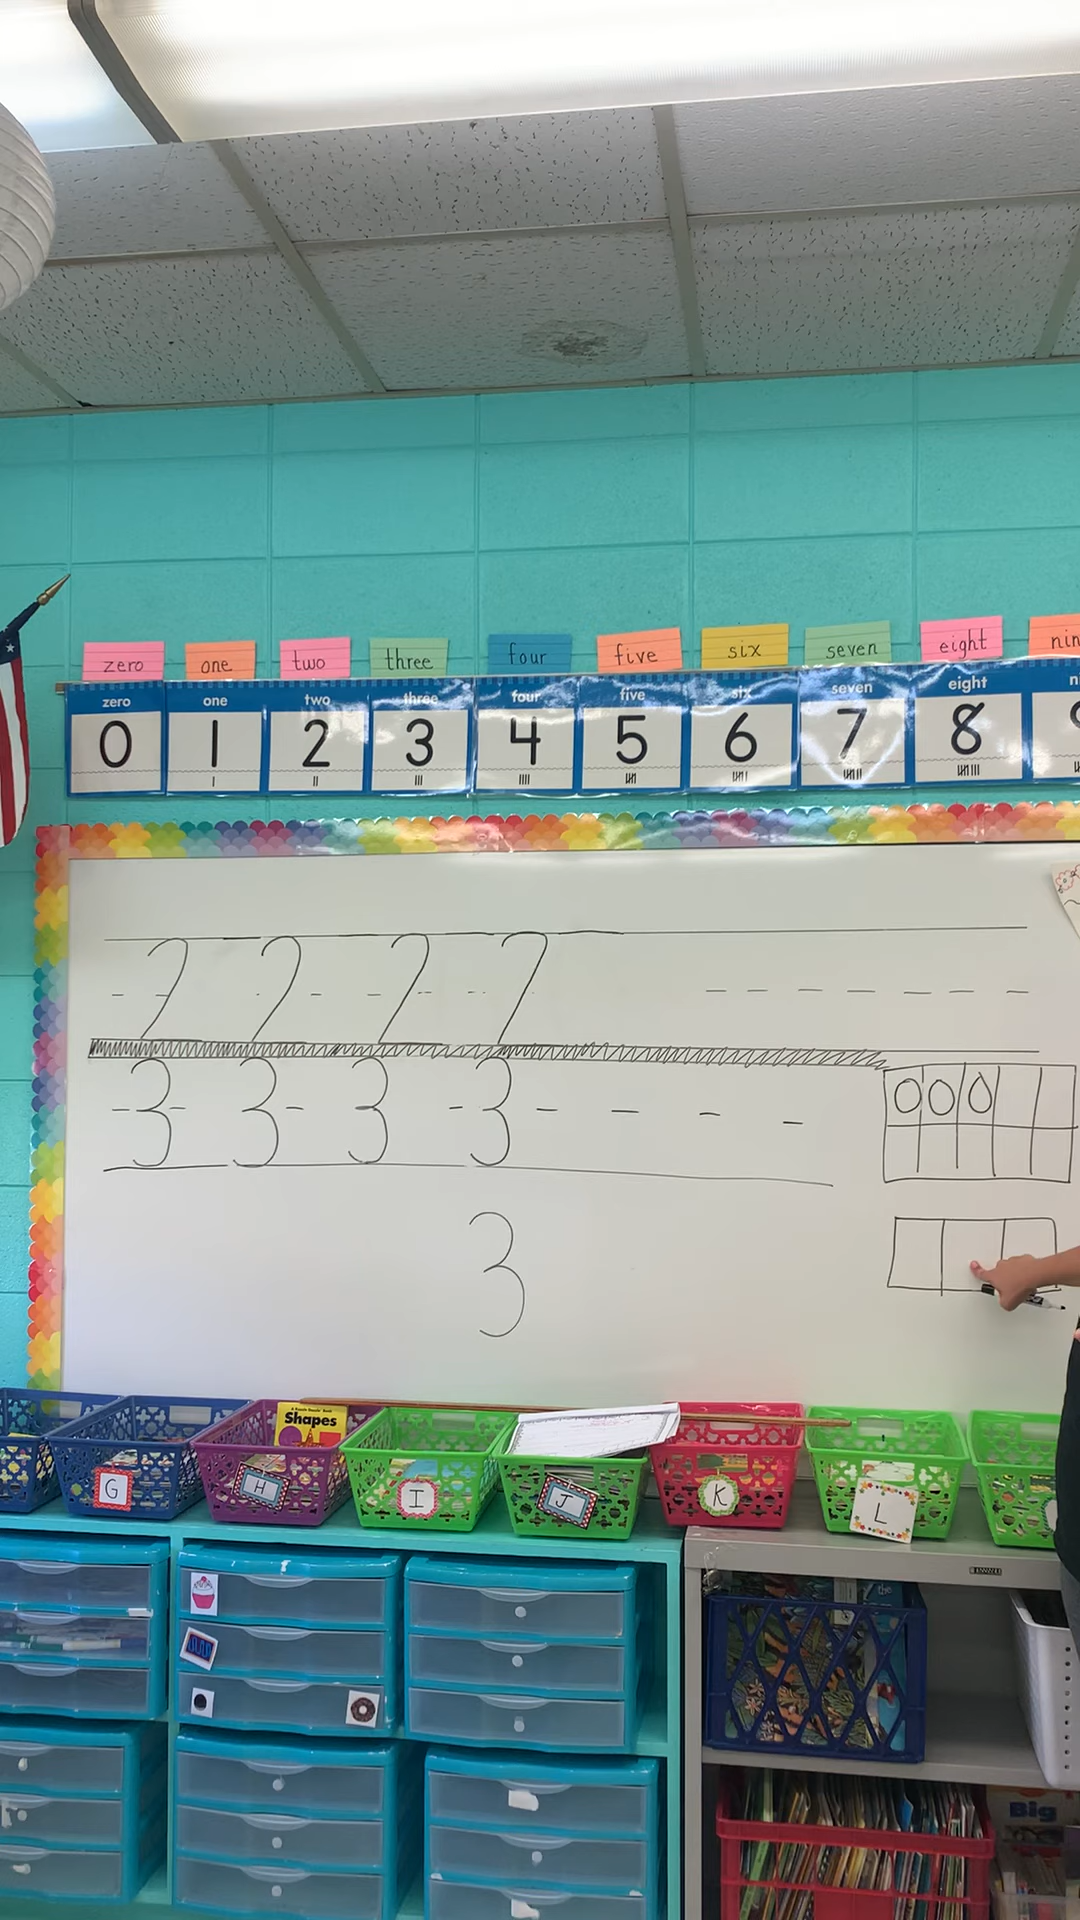 zero one two three four five six seven eight nin
zero one two three four five six seven eight
0 1 2 3 4 5 6 7 8
2 2 2 2
3 3 3 3
3
Shapes
G H I J K L
Big